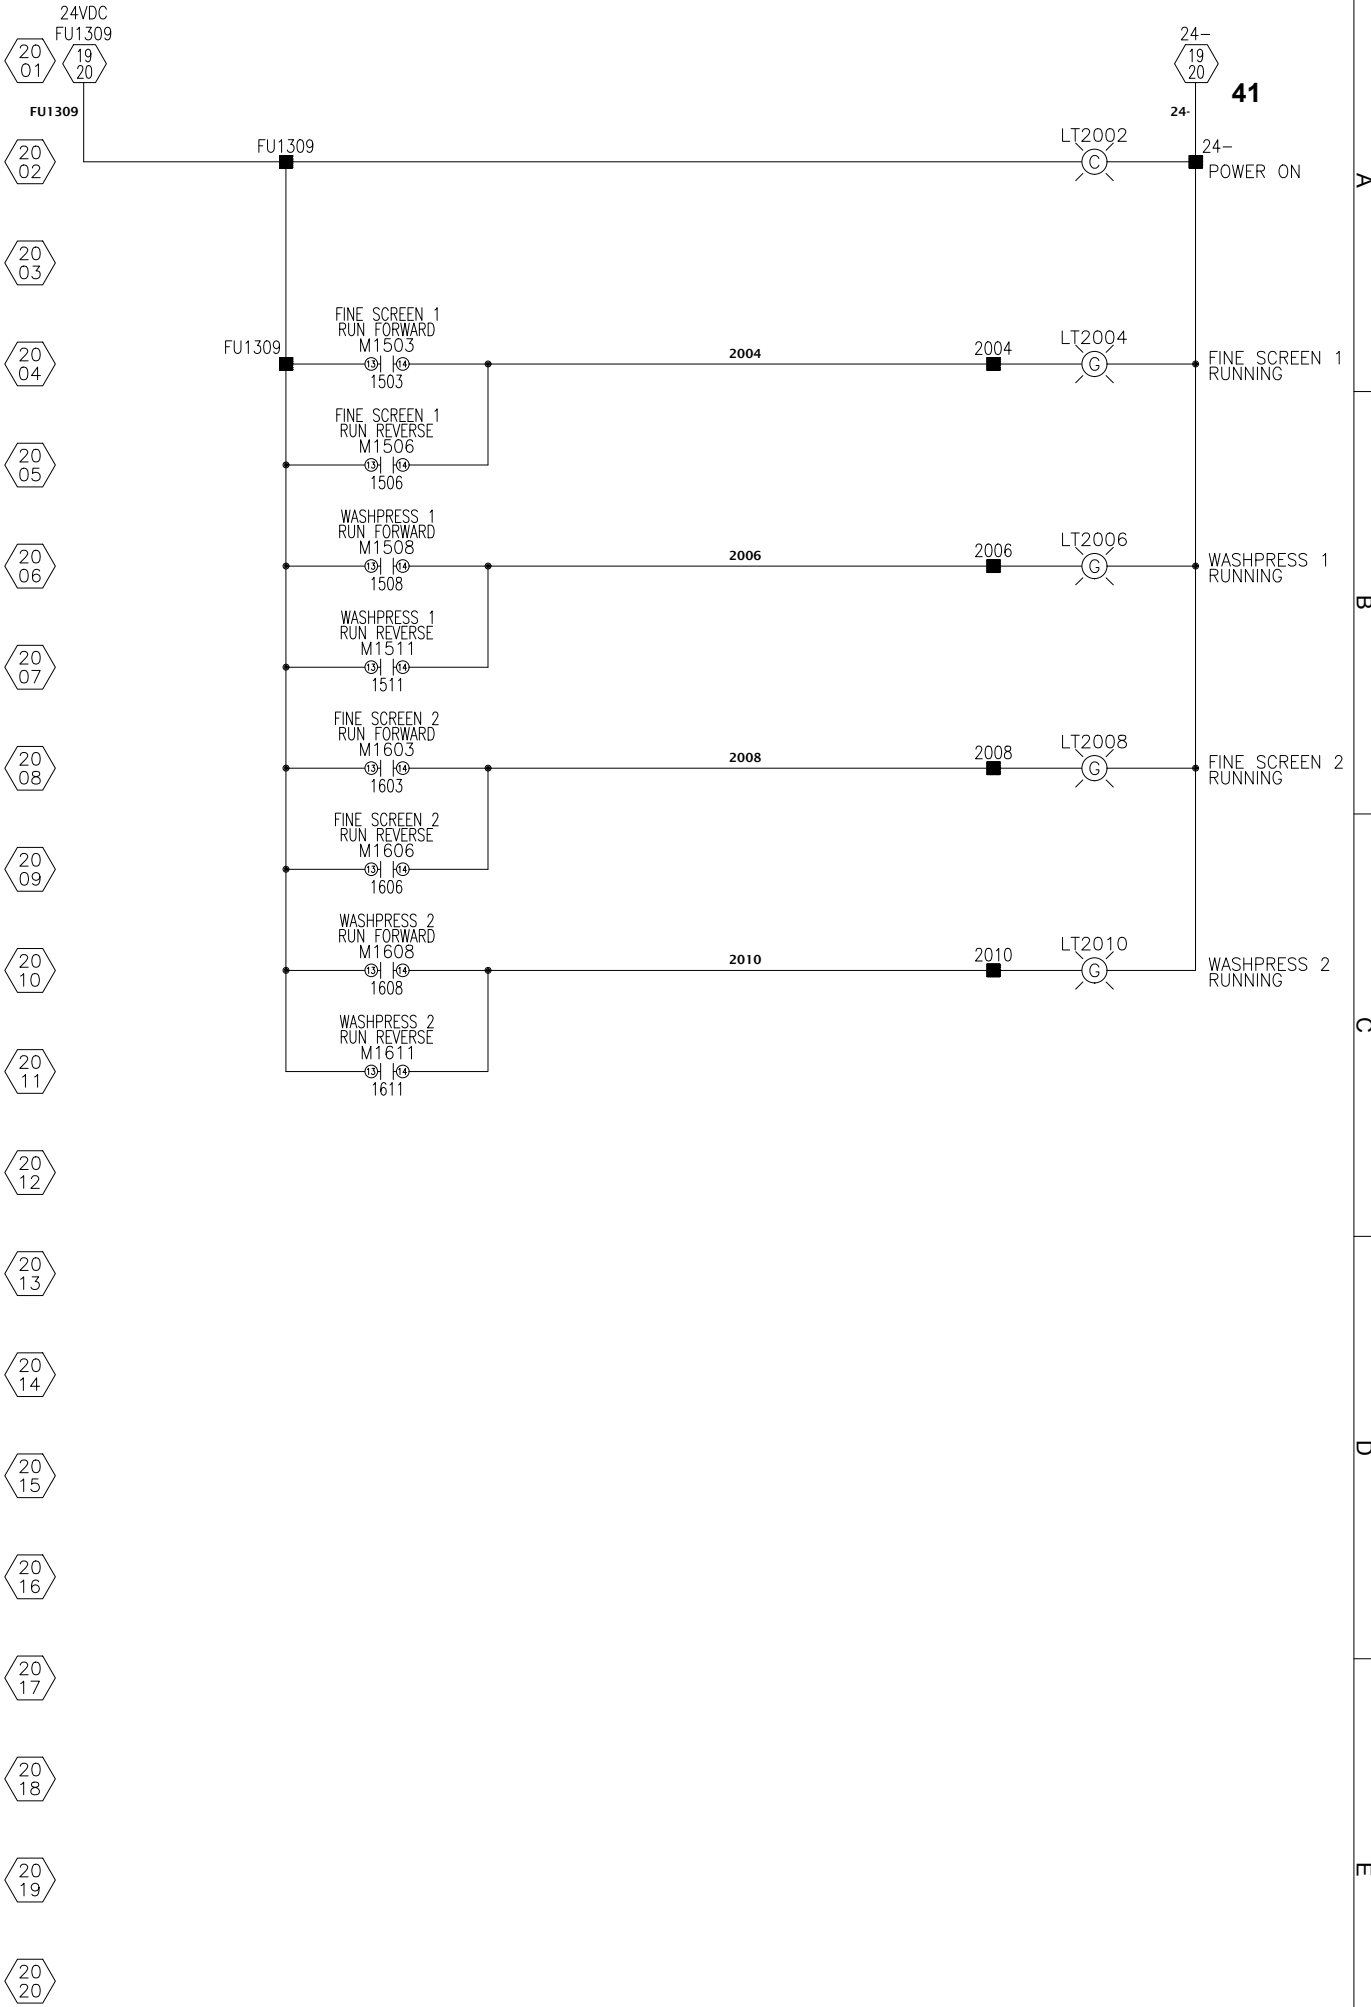 24VDC
FU1309
24-
20
01
19
20
19
20
41
FU1309
24-
20
02
FU1309
LT2002
C
24-
POWER ON
A
20
03
FINE SCREEN 1
RUN FORWARD
20
04
FU1309
M1503
13 14
1503
2004
2004
LT2004
G
FINE SCREEN 1
RUNNING
FINE SCREEN 1
RUN REVERSE
20
05
M1506
13 14
1506
WASHPRESS 1
RUN FORWARD
20
06
M1508
13 14
1508
2006
2006
LT2006
G
WASHPRESS 1
RUNNING
B
WASHPRESS 1
RUN REVERSE
20
07
M1511
13 14
1511
FINE SCREEN 2
RUN FORWARD
20
08
M1603
13 14
1603
2008
2008
LT2008
G
FINE SCREEN 2
RUNNING
FINE SCREEN 2
RUN REVERSE
20
09
M1606
13 14
1606
WASHPRESS 2
RUN FORWARD
20
10
M1608
13 14
1608
2010
2010
LT2010
G
WASHPRESS 2
RUNNING
C
WASHPRESS 2
RUN REVERSE
20
11
M1611
13 14
1611
20
12
20
13
20
14
20
15
D
20
16
20
17
20
18
20
19
E
20
20